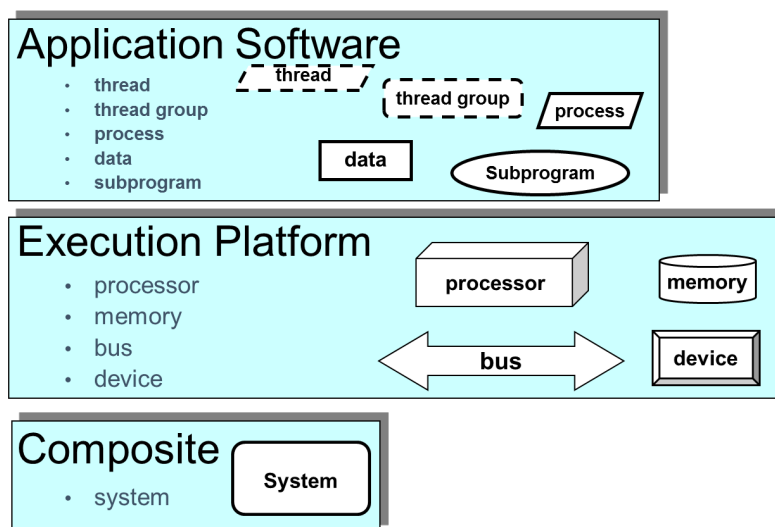 Application Software
• thread
• thread group
• process
• data
• subprogram
thread
thread group
process
data
Subprogram
Execution Platform
• processor
• memory
• bus
• device
processor
memory
bus
device
Composite
• system
System